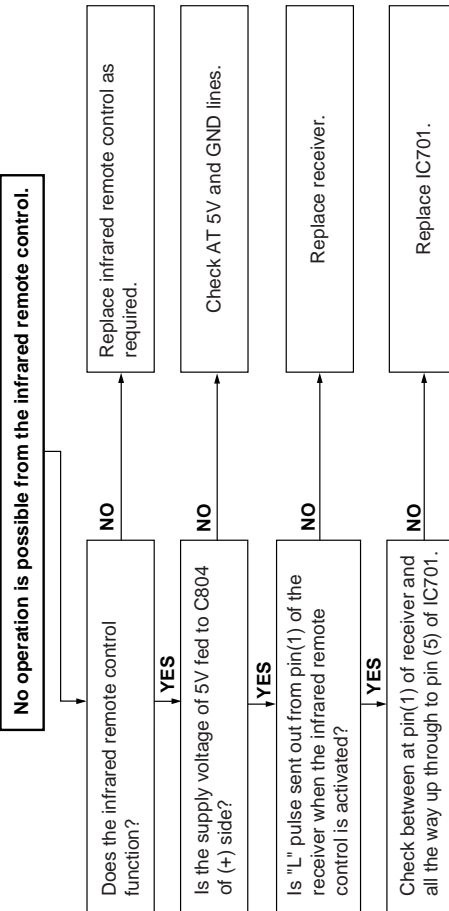 No operation is possible from the infrared remote control.
Does the infrared remote control
function?
NO
Replace infrared remote control as
required.
YES
Is the supply voltage of 5V fed to C804
of (+) side?
NO
Check AT 5V and GND lines.
YES
Is "L" pulse sent out from pin(1) of the
receiver when the infrared remote
control is activated?
NO
Replace receiver.
YES
Check between at pin(1) of receiver and
all the way up through to pin (5) of IC701.
NO
Replace IC701.